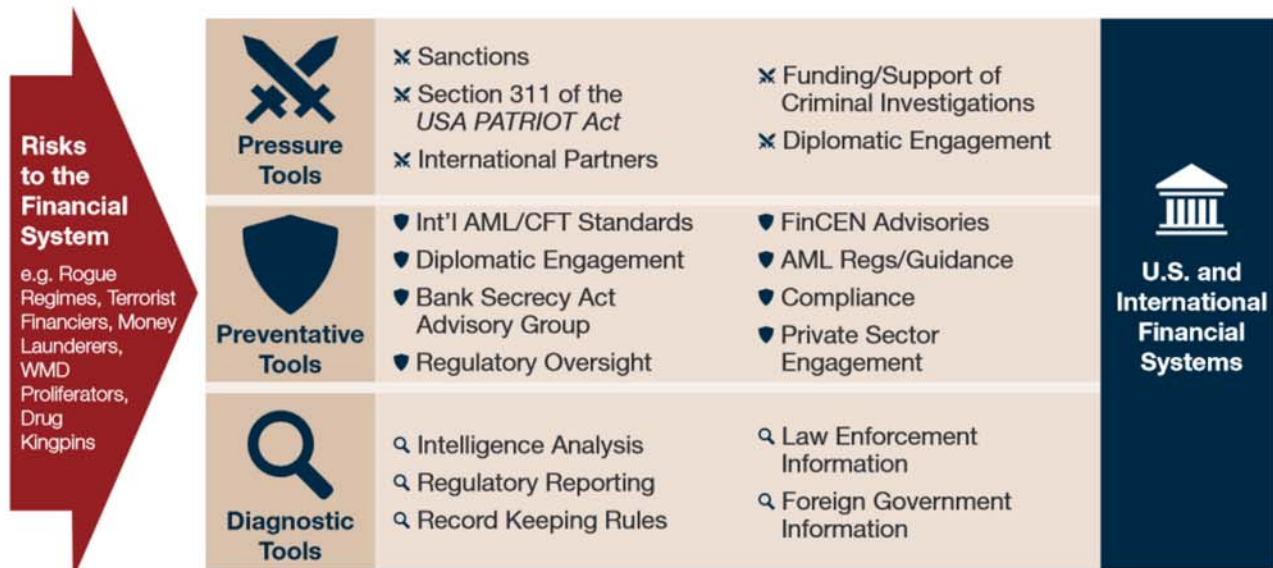 Risks
to the
Financial
System
e.g. Rogue
Regimes, Terrorist
Financiers, Money
Launderers,
WMD
Proliferators,
Drug
Kingpins
Pressure
Tools
Sanctions
Section 311 of the
USA PATRIOT Act
International Partners
Funding/Support of
Criminal Investigations
Diplomatic Engagement
Preventative
Tools
Int'l AML/CFT Standards
Diplomatic Engagement
Bank Secrecy Act
Advisory Group
Regulatory Oversight
FinCEN Advisories
AML Regs/Guidance
Compliance
Private Sector
Engagement
Diagnostic
Tools
Intelligence Analysis
Regulatory Reporting
Record Keeping Rules
Law Enforcement
Information
Foreign Government
Information
U.S. and
International
Financial
Systems